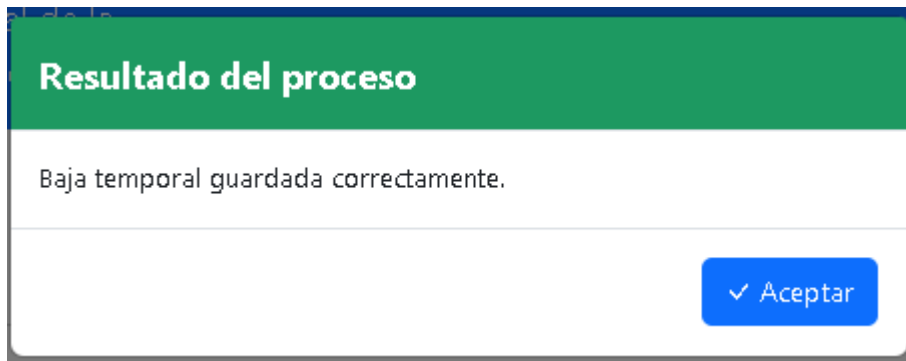 Resultado del proceso
Baja temporal guardada correctamente.
✓ Aceptar